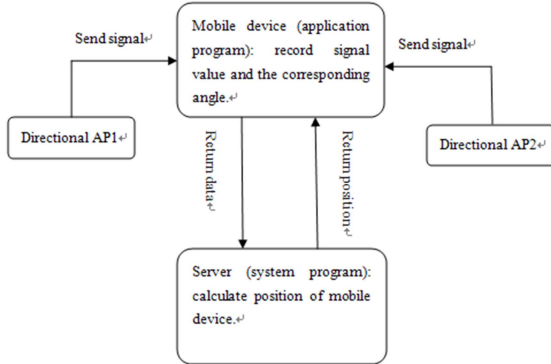 Send signal↵
Mobile device (application
program): record signal
value and the corresponding
angle.↵
Send signal↵
Directional AP1↵
Directional AP2↵
Return data↵
Return position↵
Server (system program):
calculate position of mobile
device.↵